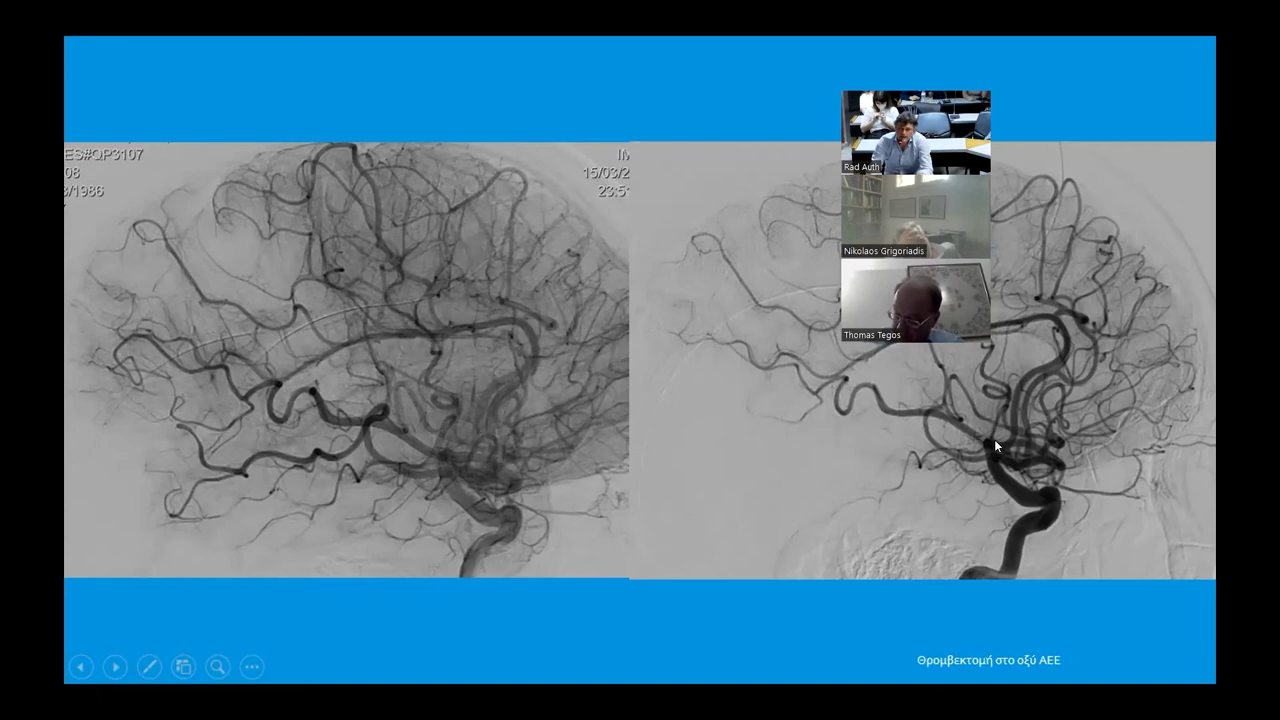 ES#QP3107
08
3/1986
IM
15/03/2
23:5
Rad Auth
Nikolaos Grigoriadis
Thomas Tegos
Θρομβεκτομή στο οξύ ΑΕΕ